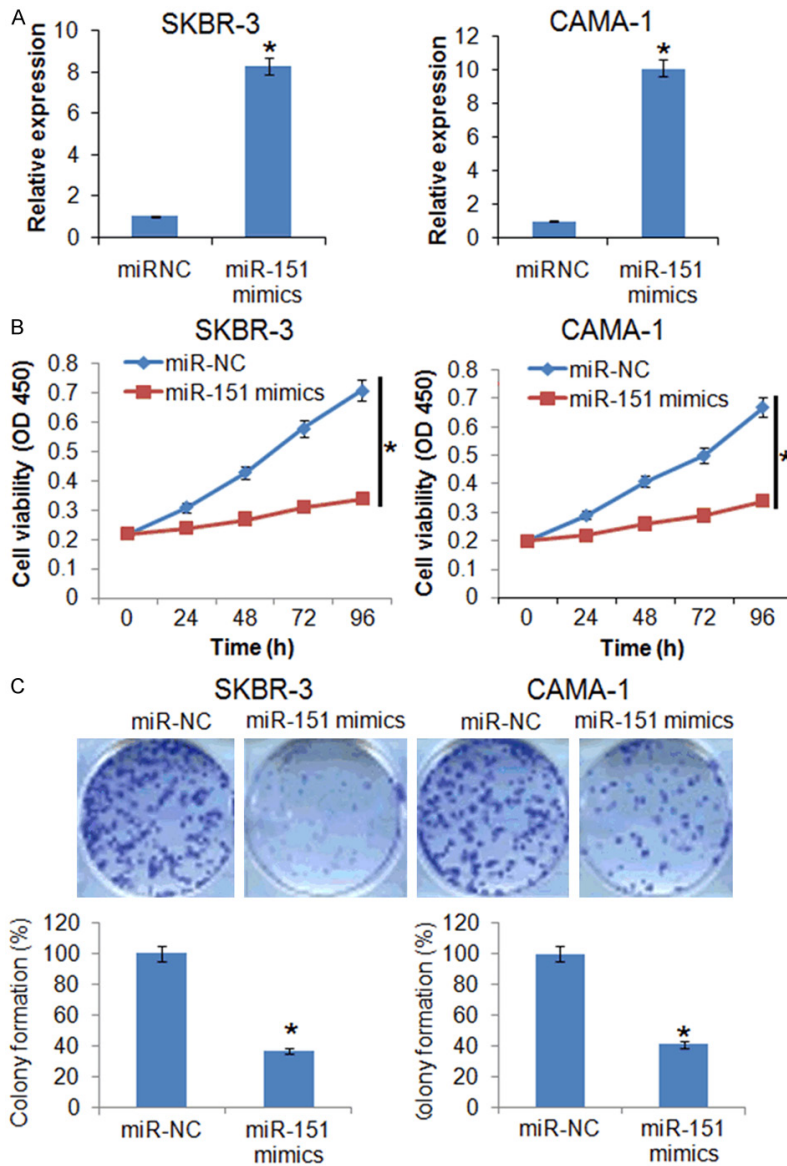 A
SKBR-3
CAMA-1
Relative expression
10
8
6
4
2
0
*
miRNC
miR-151
mimics
Relative expression
12
10
8
6
4
2
0
*
miRNC
miR-151
mimics
B
SKBR-3
CAMA-1
Cell viability (OD 450)
0.8
0.7
0.6
0.5
0.4
0.3
0.2
0.1
0
miR-NC
miR-151 mimics
*
0 24 48 72 96
Time (h)
Cell viability (OD 450)
0.8
0.7
0.6
0.5
0.4
0.3
0.2
0.1
0
miR-NC
miR-151 mimics
*
0 24 48 72 96
Time (h)
C
SKBR-3
CAMA-1
miR-NC miR-151 mimics miR-NC miR-151 mimics
Colony formation (%)
120
100
80
60
40
20
0
*
miR-NC
miR-151
mimics
Colony formation (%)
120
100
80
60
40
20
0
*
miR-NC
miR-151
mimics